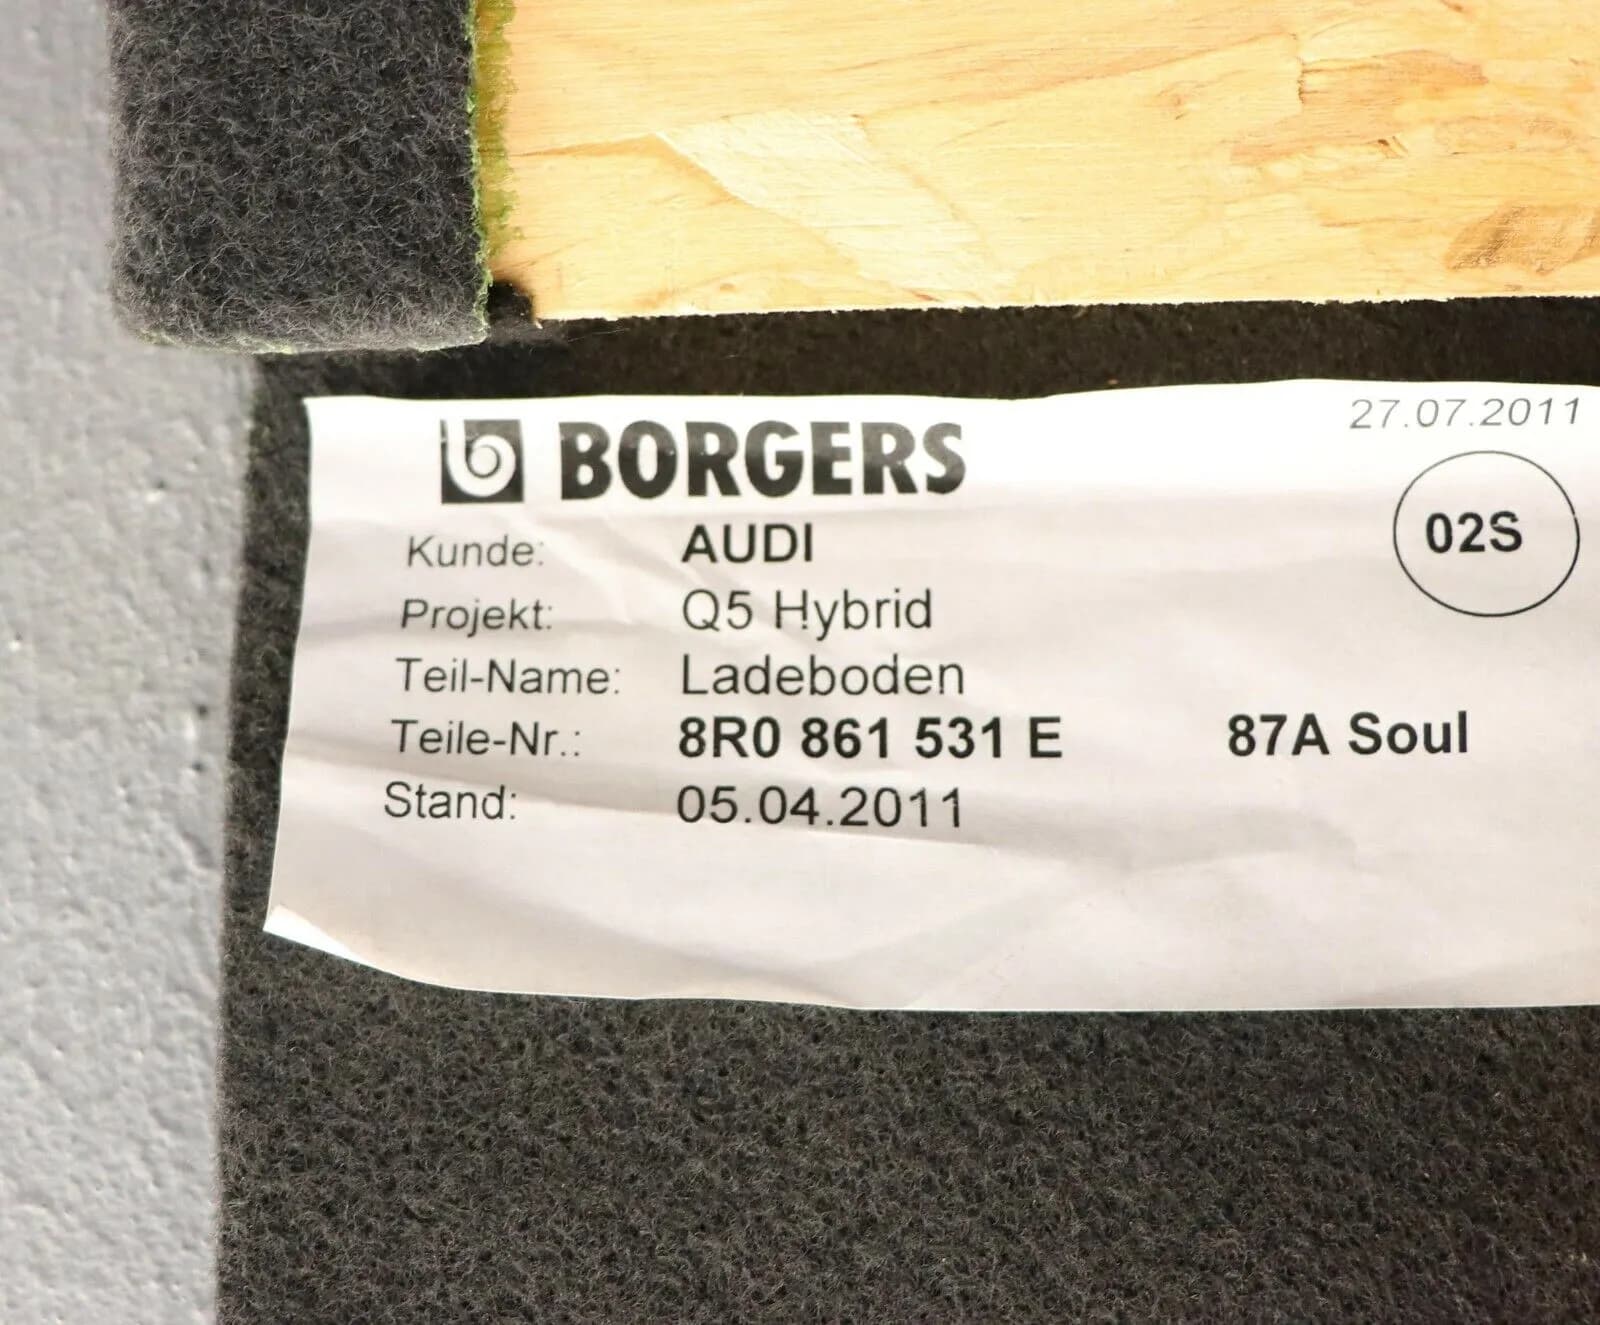 27.07.2011
BORGERS
02S
Kunde: AUDI
Projekt: Q5 Hybrid
Teil-Name: Ladeboden
Teile-Nr.: 8R0 861 531 E 87A Soul
Stand: 05.04.2011